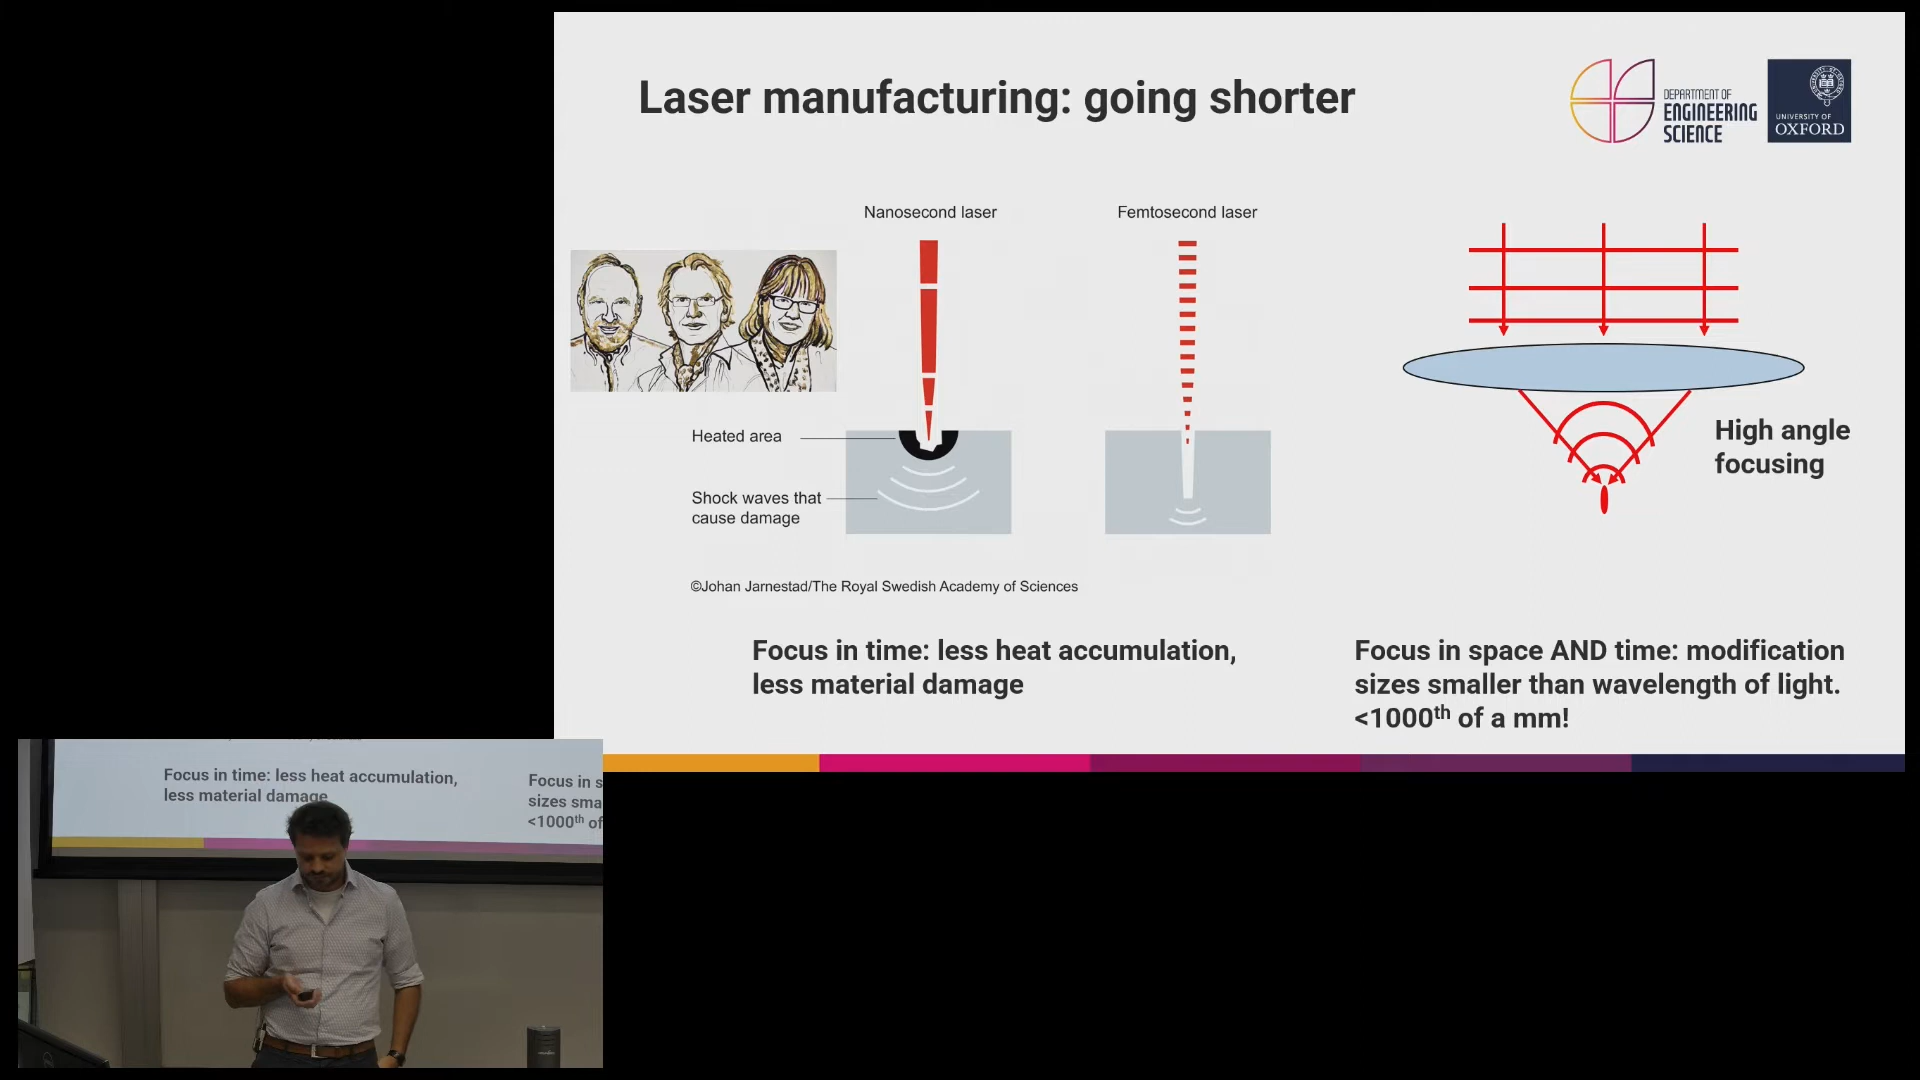 Laser manufacturing: going shorter
DEPARTMENT OF
ENGINEERING
SCIENCE
UNIVERSITY OF
OXFORD
Nanosecond laser
Femtosecond laser
Heated area
Shock waves that
cause damage
High angle
focusing
©Johan Jarnestad/The Royal Swedish Academy of Sciences
Focus in time: less heat accumulation,
less material damage
Focus in space AND time: modification
sizes smaller than wavelength of light.
<1000th of a mm!
Focus in time: less heat accumulation,
less material damage
Focus in s
sizes sma
<1000th of